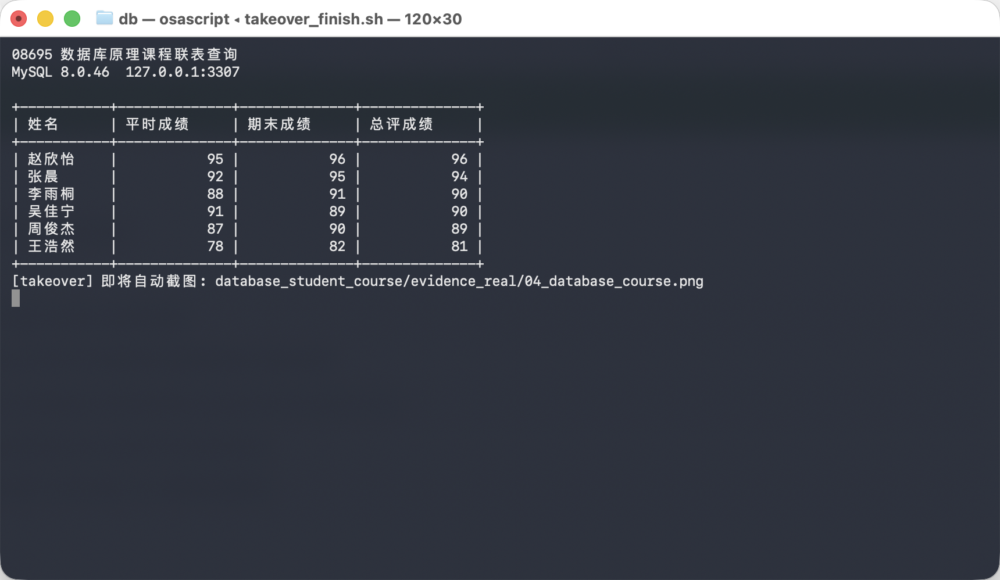 db — osascript ◂ takeover_finish.sh — 120×30
08695 数据库原理课程联表查询
MySQL 8.0.46  127.0.0.1:3307
+-----------+--------------+--------------+--------------+
| 姓名      | 平时成绩     | 期末成绩     | 总评成绩     |
+-----------+--------------+--------------+--------------+
| 赵欣怡    |           95 |           96 |           96 |
| 张晨      |           92 |           95 |           94 |
| 李雨桐    |           88 |           91 |           90 |
| 吴佳宁    |           91 |           89 |           90 |
| 周俊杰    |           87 |           90 |           89 |
| 王浩然    |           78 |           82 |           81 |
+-----------+--------------+--------------+--------------+
[takeover] 即将自动截图: database_student_course/evidence_real/04_database_course.png